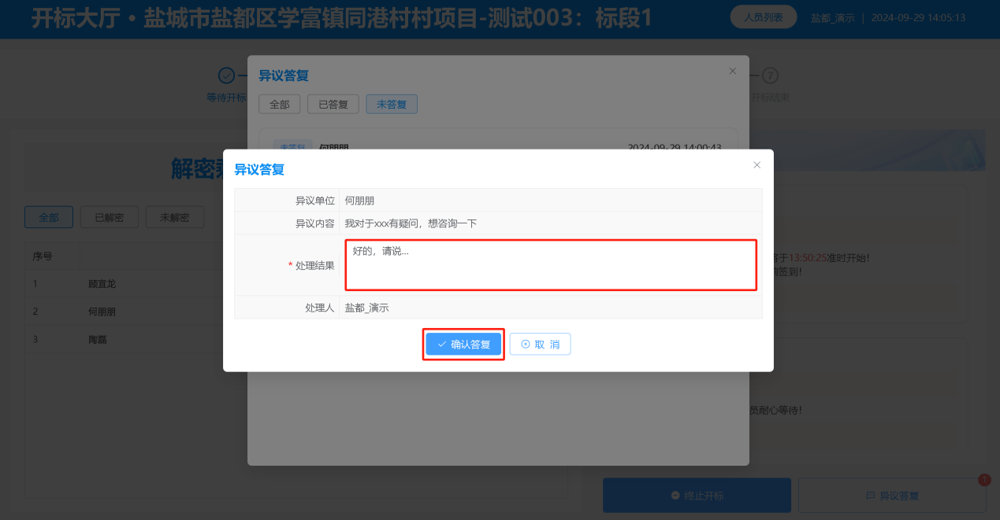 开标大厅 • 盐城市盐都区学富镇同港村村项目-测试003：标段1
人员列表
盐都_演示 | 2024-09-29 14:05:13
等待开标
7
开标结束
异议答复
全部 已答复 未答复
未答复 何朋朋 2024-09-29 14:00:43
解密
全部 已解密 未解密
序号
1 顾宜龙
2 何朋朋
3 陶磊
异议答复
异议单位 何朋朋
异议内容 我对于xxx有疑问，想咨询一下
* 处理结果 好的，请说...
处理人 盐都_演示
确认答复 取 消
将于13:50:25准时开始！
前签到！
员耐心等待！
终止开标
异议答复
1